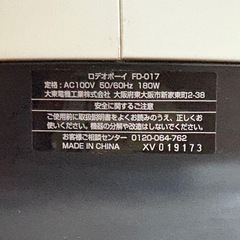 ロデオボーイ FD-017
定格：AC100V 50/60Hz 180W
大東電機工業株式会社 大阪府東大阪市新家東町2-38
安全に関するご注意
ご使用前に取扱説明書をよくお読みのうえ、正しく安全にお使いください。機器の分解や改造はしないでください。
お客様ご相談センター 0120-064-762
MADE IN CHINA XV019173